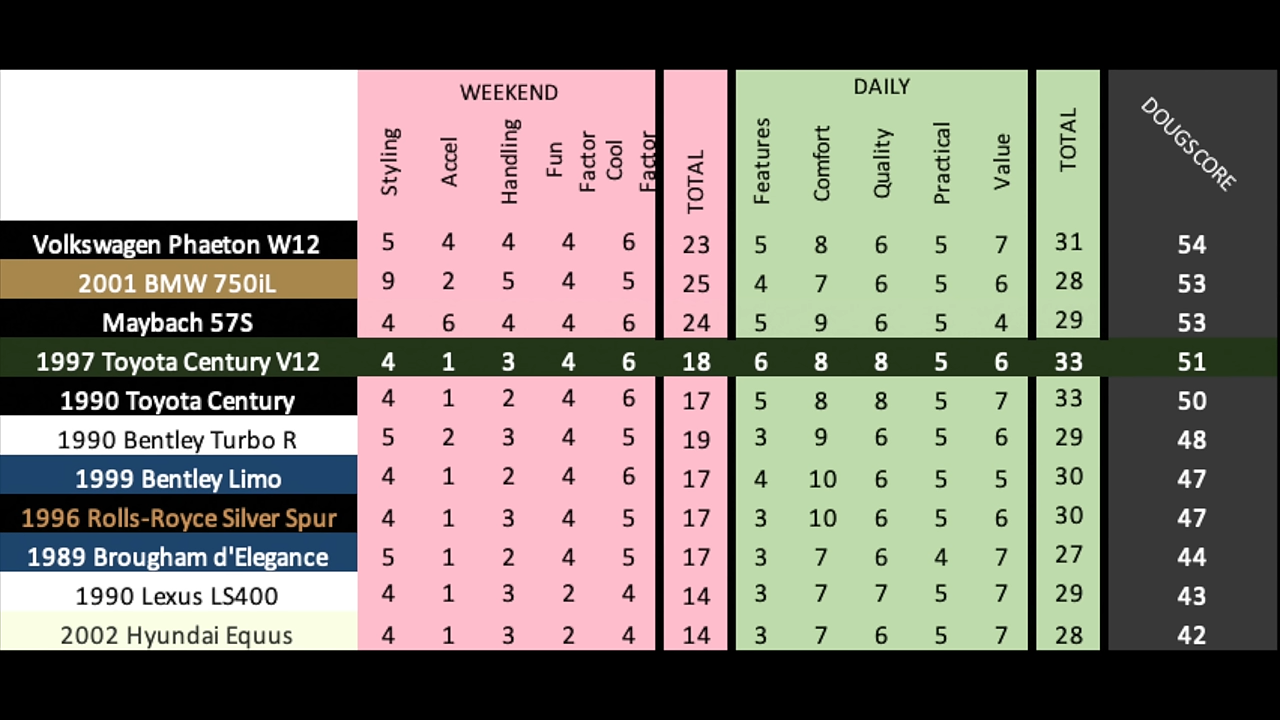 WEEKEND DAILY
Styling Accel Handling Fun Factor Cool Factor TOTAL Features Comfort Quality Practical Value TOTAL DOUGSCORE
Volkswagen Phaeton W12 5 4 4 4 6 23 5 8 6 5 7 31 54
2001 BMW 750iL 9 2 5 4 5 25 4 7 6 5 6 28 53
Maybach 57S 4 6 4 4 6 24 5 9 6 5 4 29 53
1997 Toyota Century V12 4 1 3 4 6 18 6 8 8 5 6 33 51
1990 Toyota Century 4 1 2 4 6 17 5 8 8 5 7 33 50
1990 Bentley Turbo R 5 2 3 4 5 19 3 9 6 5 6 29 48
1999 Bentley Limo 4 1 2 4 6 17 4 10 6 5 5 30 47
1996 Rolls-Royce Silver Spur 4 1 3 4 5 17 3 10 6 5 6 30 47
1989 Brougham d'Elegance 5 1 2 4 5 17 3 7 6 4 7 27 44
1990 Lexus LS400 4 1 3 2 4 14 3 7 7 5 7 29 43
2002 Hyundai Equus 4 1 3 2 4 14 3 7 6 5 7 28 42